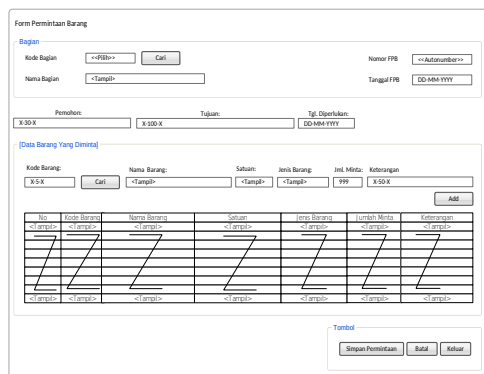 Form Permintaan Barang
Bagian
Kode Bagian <<Pilih>> Cari Nomor FPB <<Autonumber>>
Nama Bagian <Tampil> Tanggal FPB DD-MM-YYYY
Pemohon: Tujuan: Tgl. Diperlukan:
X-30-X X-100-X DD-MM-YYYY
[Data Barang Yang Diminta]
Kode Barang: Nama Barang: Satuan: Jenis Barang: Jml. Minta: Keterangan
X-5-X Cari <Tampil> <Tampil> <Tampil> 999 X-50-X
Add
No Kode Barang Nama Barang Satuan Jenis Barang Jumlah Minta Keterangan
<Tampil> <Tampil> <Tampil> <Tampil> <Tampil> <Tampil> <Tampil>
<Tampil> <Tampil> <Tampil> <Tampil> <Tampil> <Tampil> <Tampil>
Tombol
Simpan Permintaan Batal Keluar